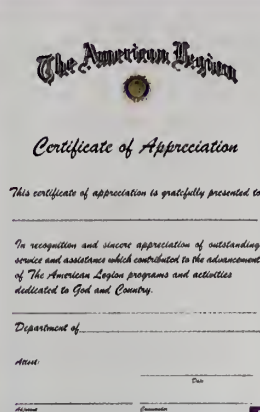 The American Legion
Certificate of Appreciation
This certificate of appreciation is gratefully presented to
In recognition and sincere appreciation of outstanding
service and assistance which contributed to the advancement
of The American Legion programs and activities
dedicated to God and Country.
Department of
Attest:
Date
Adjutant Commander